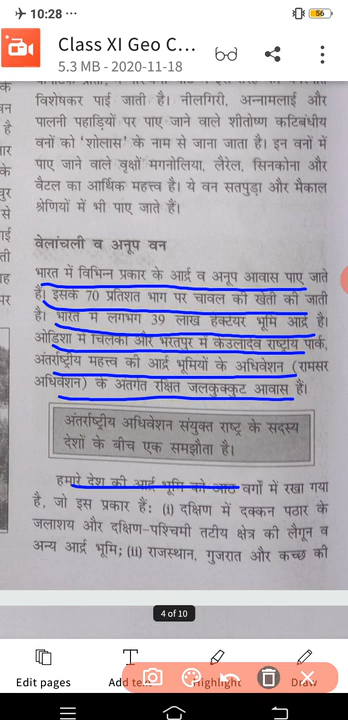 10:28
56
Class XI Geo C...
5.3 MB - 2020-11-18
विशेषकर पाई जाती है। नीलगिरी, अन्नामलाई और
पालनी पहाड़ियों पर पाए जाने वाले शीतोष्ण कटिबंधीय
वनों को 'शोलास' के नाम से जाना जाता है। इन वनों में
पाए जाने वाले वृक्षों मगनोलिया, लैरेल, सिनकोना और
वैटल का आर्थिक महत्त्व है। ये वन सतपुड़ा और मैकाल
श्रेणियों में भी पाए जाते हैं।
वेलांचली व अनूप वन
भारत में विभिन्न प्रकार के आर्द्र व अनूप आवास पाए जाते
हैं। इसके 70 प्रतिशत भाग पर चावल की खेती की जाती
है। भारत में लगभग 39 लाख हेक्टेयर भूमि आर्द्र है।
ओडिशा में चिलका और भरतपुर में केउलादेव राष्ट्रीय पार्क,
अंतर्राष्ट्रीय महत्त्व की आर्द्र भूमियों के अधिवेशन (रामसर
अधिवेशन) के अंतर्गत रक्षित जलकुक्कुट आवास हैं।
अंतर्राष्ट्रीय अधिवेशन संयुक्त राष्ट्र के सदस्य
देशों के बीच एक समझौता है।
हमारे देश की आर्द्र भूमि को आठ वर्गों में रखा गया
है, जो इस प्रकार हैं: (i) दक्षिण में दक्कन पठार के
जलाशय और दक्षिण-पश्चिमी तटीय क्षेत्र की लैगून व
अन्य आर्द्र भूमि; (ii) राजस्थान, गुजरात और कच्छ की
4 of 10
Edit pages
Add text
Highlight
Draw